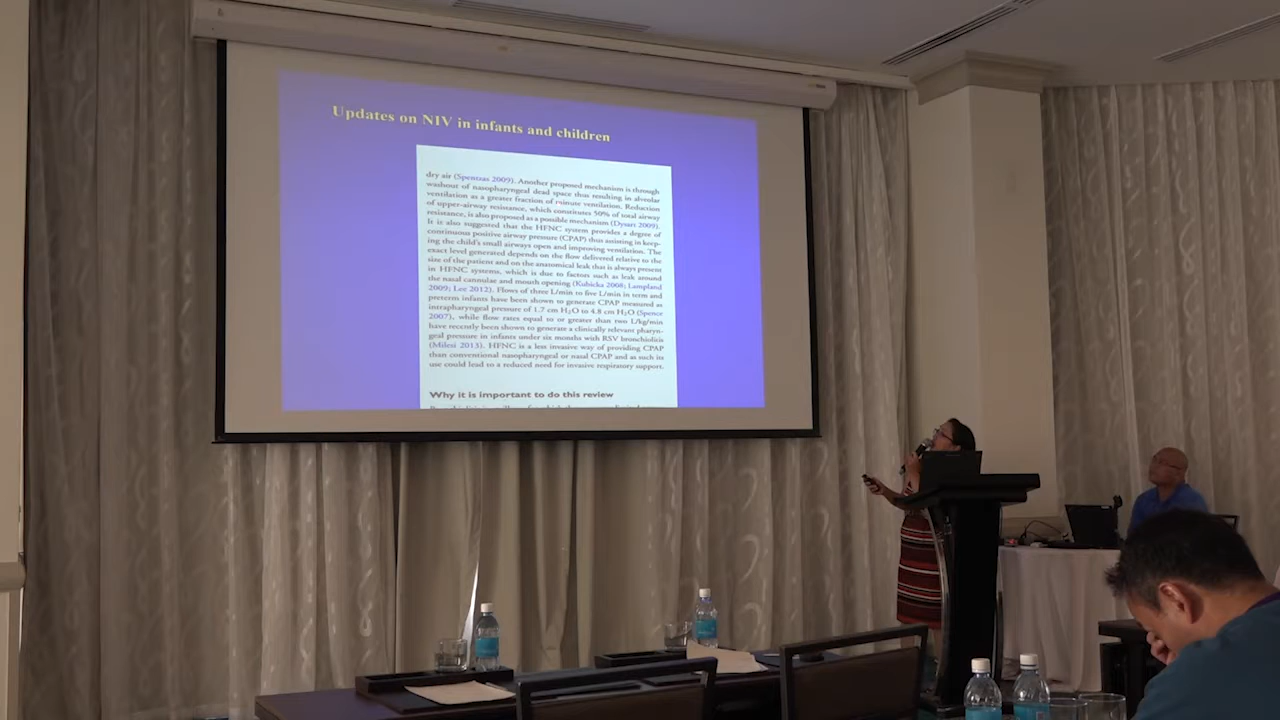 Updates on NIV in infants and children
dry air (Spentzas 2009). Another proposed mechanism is through
washout of nasopharyngeal dead space thus resulting in alveolar
ventilation as a greater fraction of minute ventilation. Reduction
of upper-airway resistance, which constitutes 50% of total airway
resistance, is also proposed as a possible mechanism (Dysart 2009).
It is also suggested that the HFNC system provides a degree of
continuous positive airway pressure (CPAP) thus assisting in keep-
ing the child's small airways open and improving ventilation. The
exact level generated depends on the flow delivered relative to the
size of the patient and on the anatomical leak that is always present
in HFNC systems, which is due to factors such as leak around
the nasal cannulae and mouth opening (Kubicka 2008; Lampland
2009; Lee 2012). Flows of three L/min to five L/min in term and
preterm infants have been shown to generate CPAP measured as
intrapharyngeal pressure of 1.7 cm H₂O to 4.8 cm H₂O (Spence
2007), while flow rates equal to or greater than two L/kg/min
have recently been shown to generate a clinically relevant pharyn-
geal pressure in infants under six months with RSV bronchiolitis
(Milesi 2013). HFNC is a less invasive way of providing CPAP
than conventional nasopharyngeal or nasal CPAP and as such its
use could lead to a reduced need for invasive respiratory support.
Why it is important to do this review